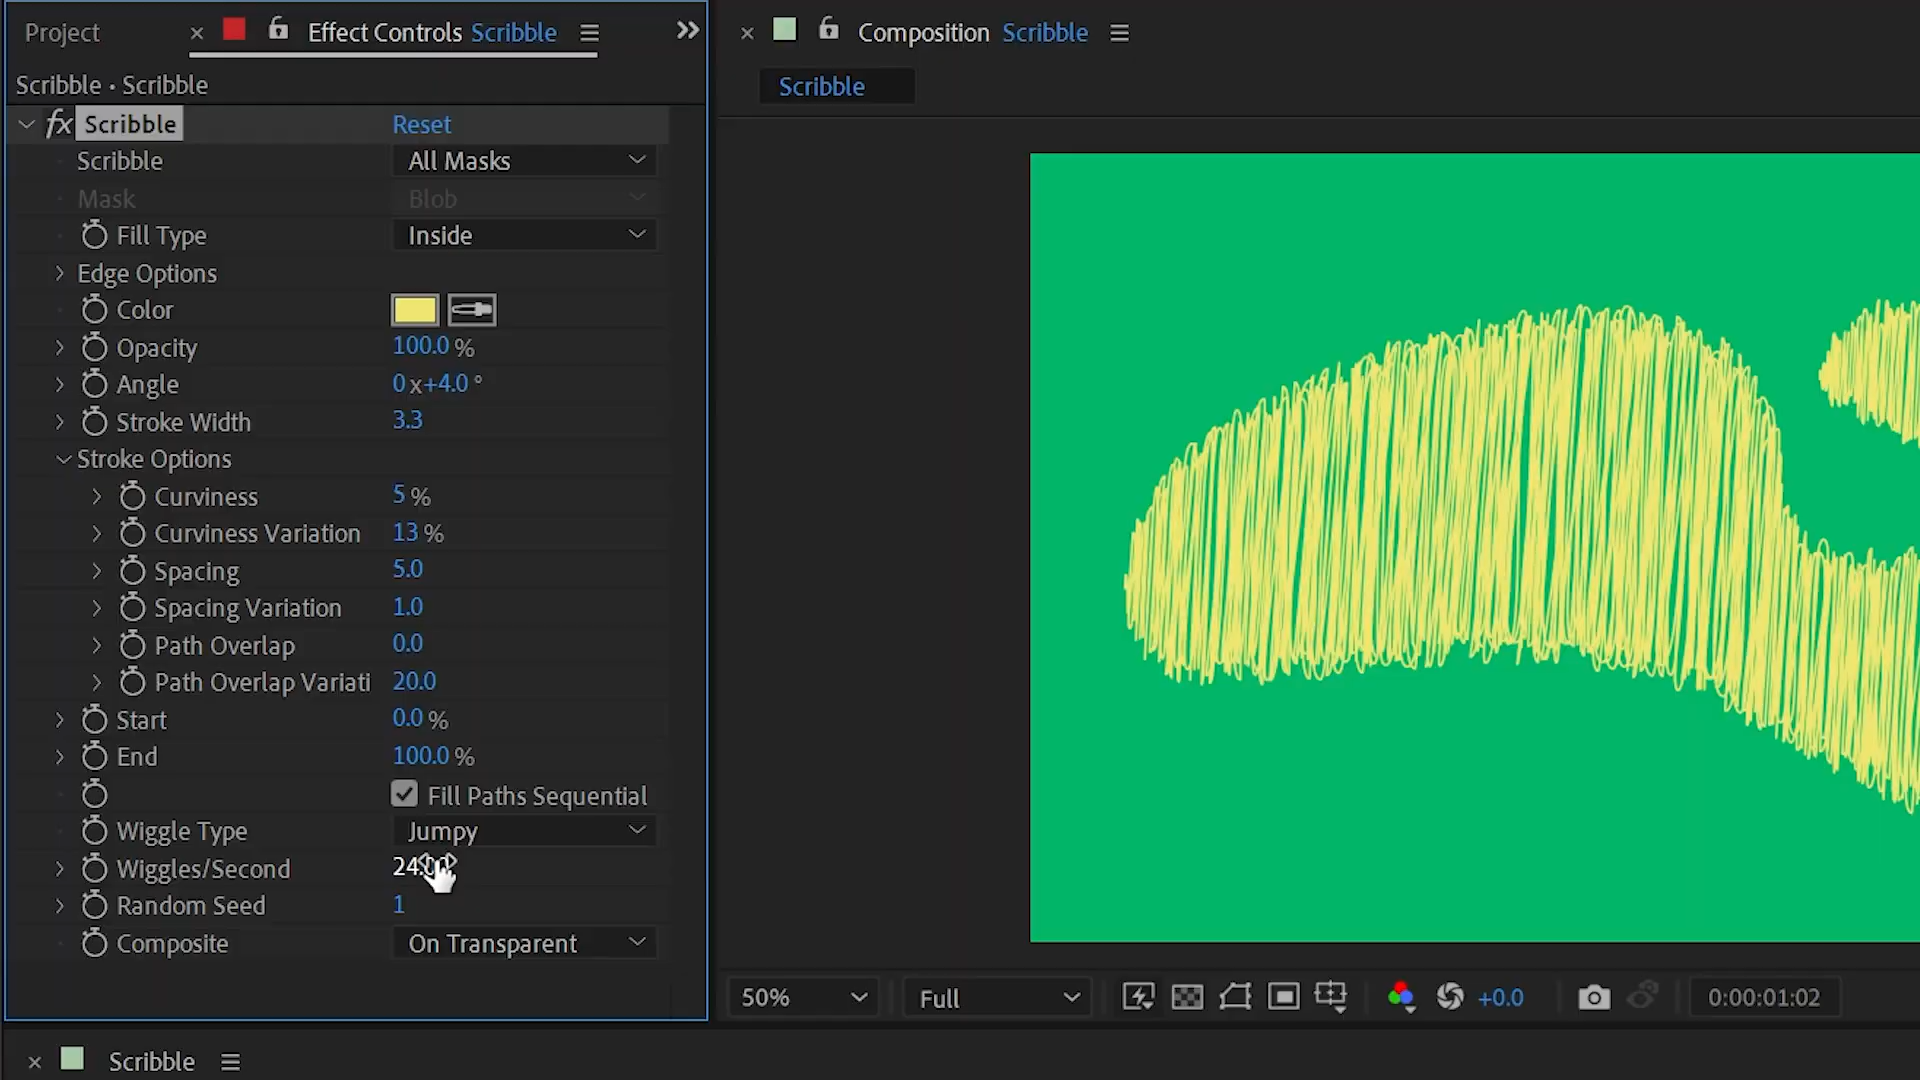 Project
Effect Controls Scribble
Composition Scribble
Scribble • Scribble
Scribble
fx Scribble Reset
Scribble All Masks
Mask Blob
Fill Type Inside
Edge Options
Color
Opacity 100.0 %
Angle 0 x+4.0 °
Stroke Width 3.3
Stroke Options
Curviness 5 %
Curviness Variation 13 %
Spacing 5.0
Spacing Variation 1.0
Path Overlap 0.0
Path Overlap Variati 20.0
Start 0.0 %
End 100.0 %
Fill Paths Sequential
Wiggle Type Jumpy
Wiggles/Second 24.00
Random Seed 1
Composite On Transparent
50% Full +0.0 0:00:01:02
Scribble